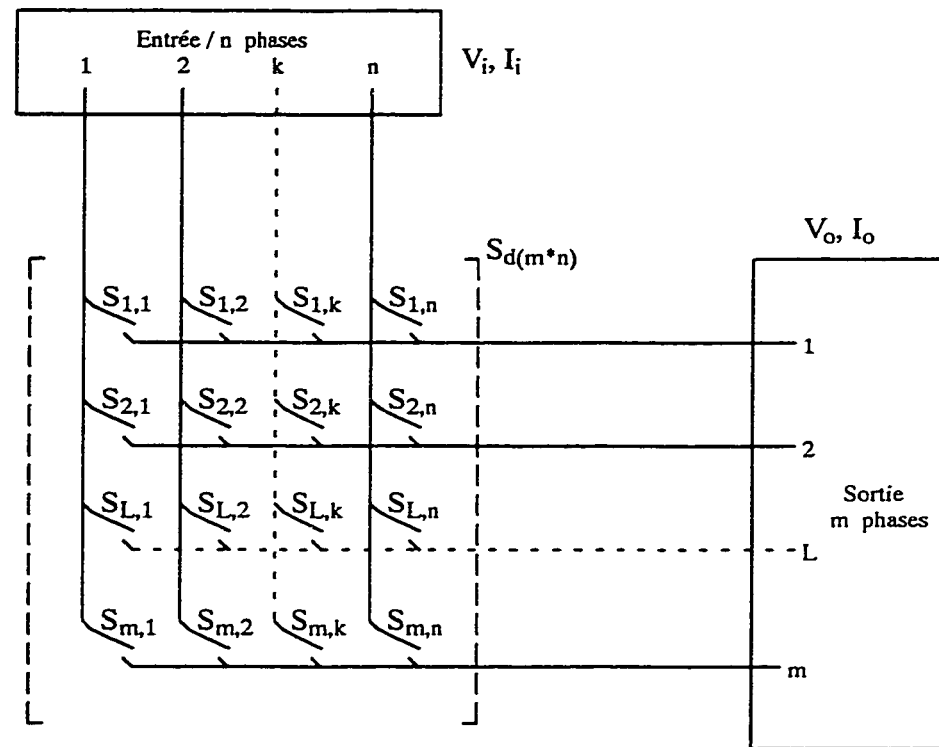 Entrée / n phases
1 2 k n
V_i, I_i
V_o, I_o
S_d(m*n)
S_1,1 S_1,2 S_1,k S_1,n
1
S_2,1 S_2,2 S_2,k S_2,n
2
S_L,1 S_L,2 S_L,k S_L,n
Sortie
m phases
L
S_m,1 S_m,2 S_m,k S_m,n
m